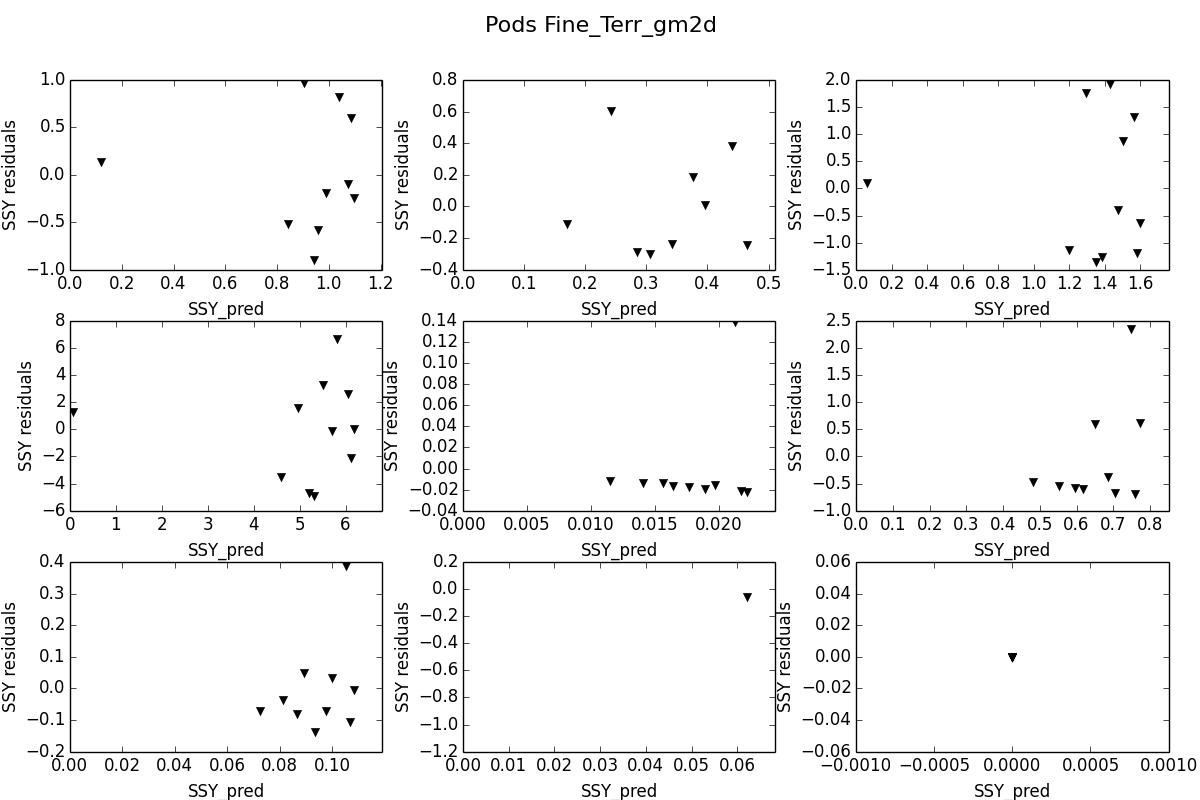 Pods Fine_Terr_gm2d
1.0
0.5
0.0
−0.5
−1.0
SSY residuals
0.0 0.2 0.4 0.6 0.8 1.0 1.2
SSY_pred
0.8
0.6
0.4
0.2
0.0
−0.2
−0.4
SSY residuals
0.0 0.1 0.2 0.3 0.4 0.5
SSY_pred
2.0
1.5
1.0
0.5
0.0
−0.5
−1.0
−1.5
SSY residuals
0.0 0.2 0.4 0.6 0.8 1.0 1.2 1.4 1.6
SSY_pred
8
6
4
2
0
−2
−4
−6
SSY residuals
0 1 2 3 4 5 6
SSY_pred
0.14
0.12
0.10
0.08
0.06
0.04
0.02
0.00
−0.02
−0.04
SSY residuals
0.000 0.005 0.010 0.015 0.020
SSY_pred
2.5
2.0
1.5
1.0
0.5
0.0
−0.5
−1.0
SSY residuals
0.0 0.1 0.2 0.3 0.4 0.5 0.6 0.7 0.8
SSY_pred
0.4
0.3
0.2
0.1
0.0
−0.1
−0.2
SSY residuals
0.00 0.02 0.04 0.06 0.08 0.10
SSY_pred
0.2
0.0
−0.2
−0.4
−0.6
−0.8
−1.0
−1.2
SSY residuals
0.00 0.01 0.02 0.03 0.04 0.05 0.06
SSY_pred
0.06
0.04
0.02
0.00
−0.02
−0.04
−0.06
SSY residuals
−0.0010 −0.0005 0.0000 0.0005 0.0010
SSY_pred